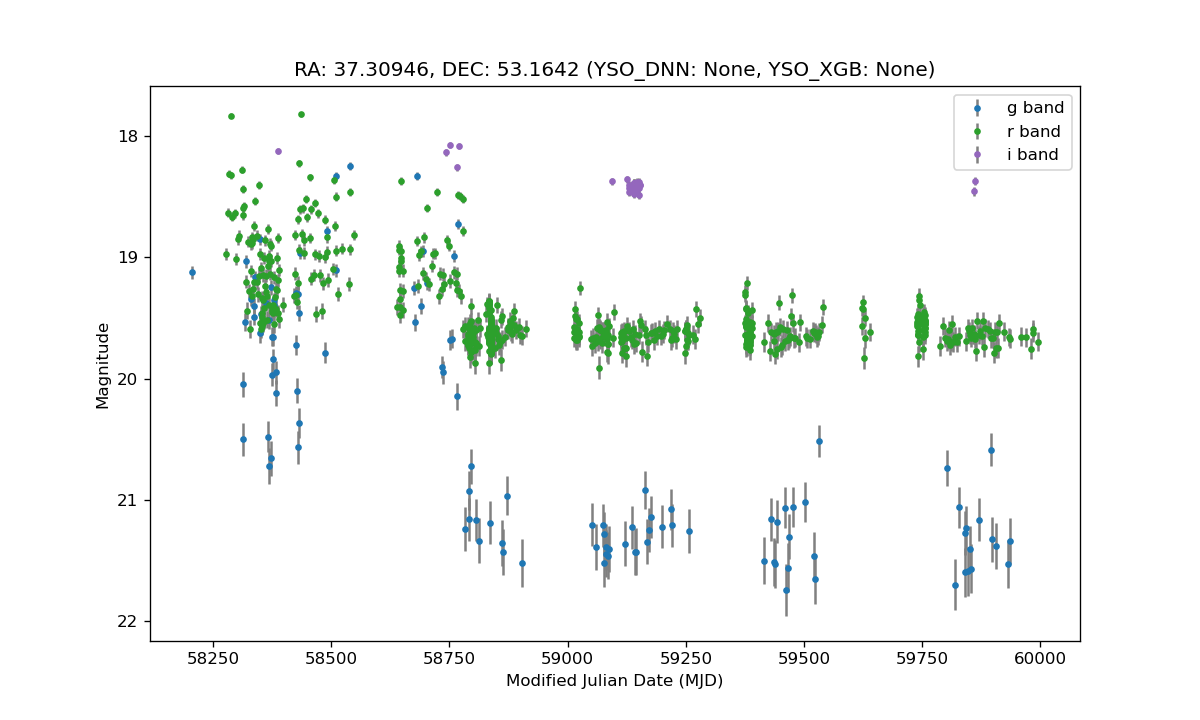 RA: 37.30946, DEC: 53.1642 (YSO_DNN: None, YSO_XGB: None)
g band
r band
i band
18
19
20
21
22
Magnitude
58250 58500 58750 59000 59250 59500 59750 60000
Modified Julian Date (MJD)